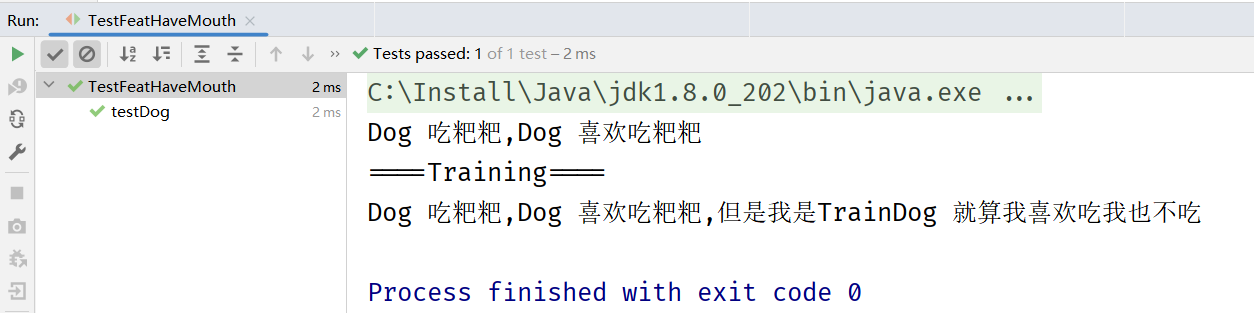 Run: TestFeatHaveMouth
Tests passed: 1 of 1 test – 2 ms
TestFeatHaveMouth 2 ms
testDog 2 ms
C:\Install\Java\jdk1.8.0_202\bin\java.exe ...
Dog 吃粑粑,Dog 喜欢吃粑粑
====Training====
Dog 吃粑粑,Dog 喜欢吃粑粑,但是我是TrainDog 就算我喜欢吃我也不吃
Process finished with exit code 0